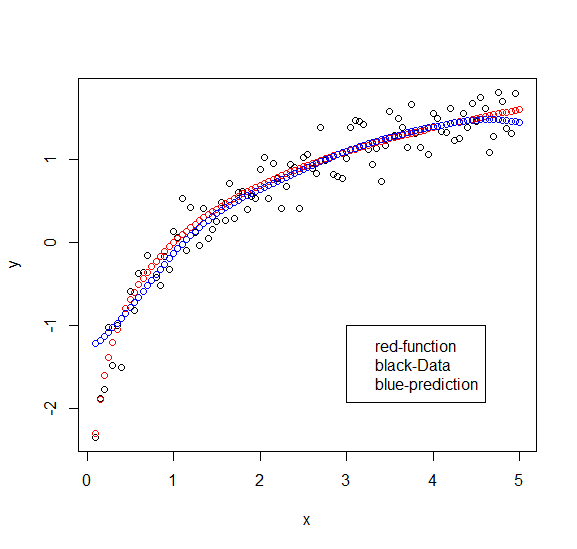 1
0
-1
-2
y
red-function
black-Data
blue-prediction
0 1 2 3 4 5
x